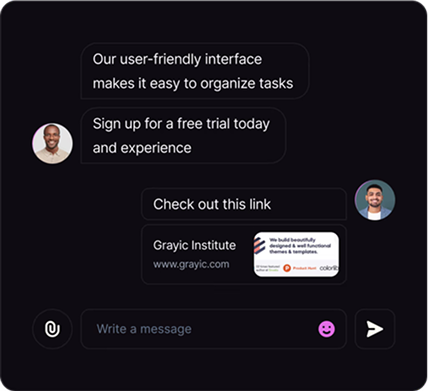 Our user-friendly interface
makes it easy to organize tasks
Sign up for a free trial today
and experience
Check out this link
Grayic Institute
www.grayic.com
We build beautifully
designed & well functional
themes & templates.
Product Hunt
colorlib
Write a message